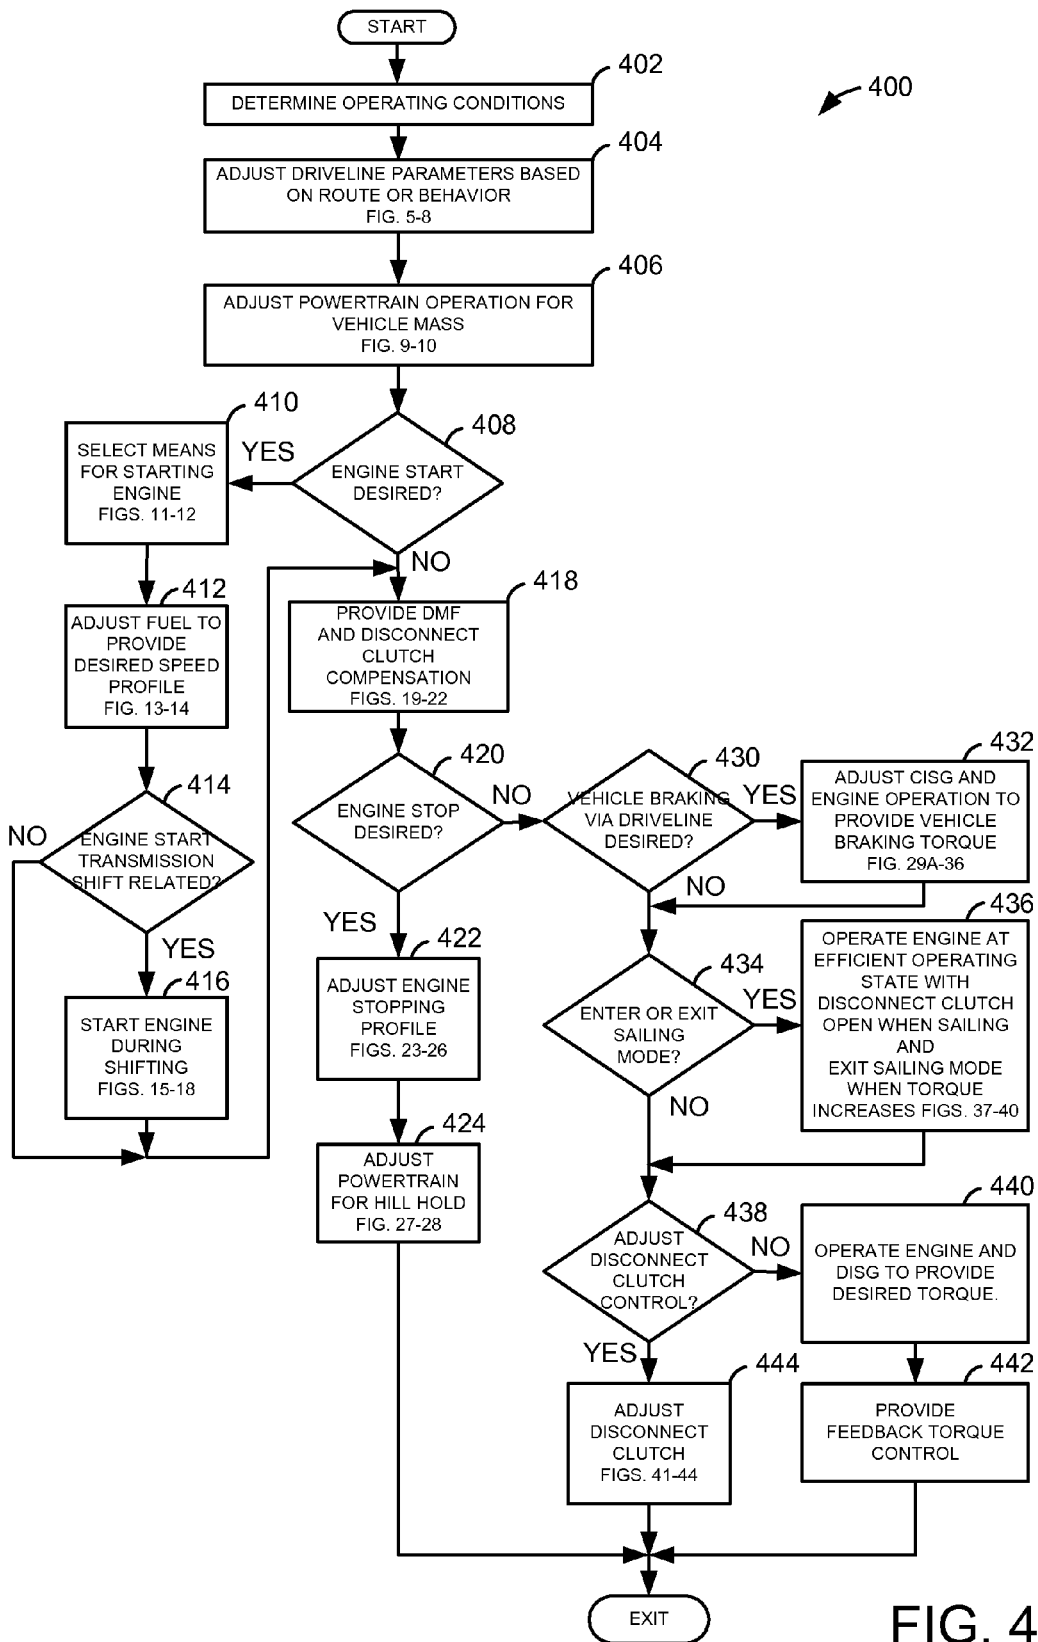 START
402
DETERMINE OPERATING CONDITIONS
400
404
ADJUST DRIVELINE PARAMETERS BASED
ON ROUTE OR BEHAVIOR
FIG. 5-8
406
ADJUST POWERTRAIN OPERATION FOR
VEHICLE MASS
FIG. 9-10
408
ENGINE START
DESIRED?
YES
NO
410
SELECT MEANS
FOR STARTING
ENGINE
FIGS. 11-12
412
ADJUST FUEL TO
PROVIDE
DESIRED SPEED
PROFILE
FIG. 13-14
414
ENGINE START
TRANSMISSION
SHIFT RELATED?
NO
YES
416
START ENGINE
DURING
SHIFTING
FIGS. 15-18
418
PROVIDE DMF
AND DISCONNECT
CLUTCH
COMPENSATION
FIGS. 19-22
420
ENGINE STOP
DESIRED?
NO
YES
422
ADJUST ENGINE
STOPPING
PROFILE
FIGS. 23-26
424
ADJUST
POWERTRAIN
FOR HILL HOLD
FIG. 27-28
430
VEHICLE BRAKING
VIA DRIVELINE
DESIRED?
YES
NO
432
ADJUST CISG AND
ENGINE OPERATION TO
PROVIDE VEHICLE
BRAKING TORQUE
FIG. 29A-36
434
ENTER OR EXIT
SAILING
MODE?
YES
NO
436
OPERATE ENGINE AT
EFFICIENT OPERATING
STATE WITH
DISCONNECT CLUTCH
OPEN WHEN SAILING
AND
EXIT SAILING MODE
WHEN TORQUE
INCREASES FIGS. 37-40
438
ADJUST
DISCONNECT
CLUTCH
CONTROL?
NO
YES
440
OPERATE ENGINE AND
DISG TO PROVIDE
DESIRED TORQUE.
442
PROVIDE
FEEDBACK TORQUE
CONTROL
444
ADJUST
DISCONNECT
CLUTCH
FIGS. 41-44
EXIT
FIG. 4